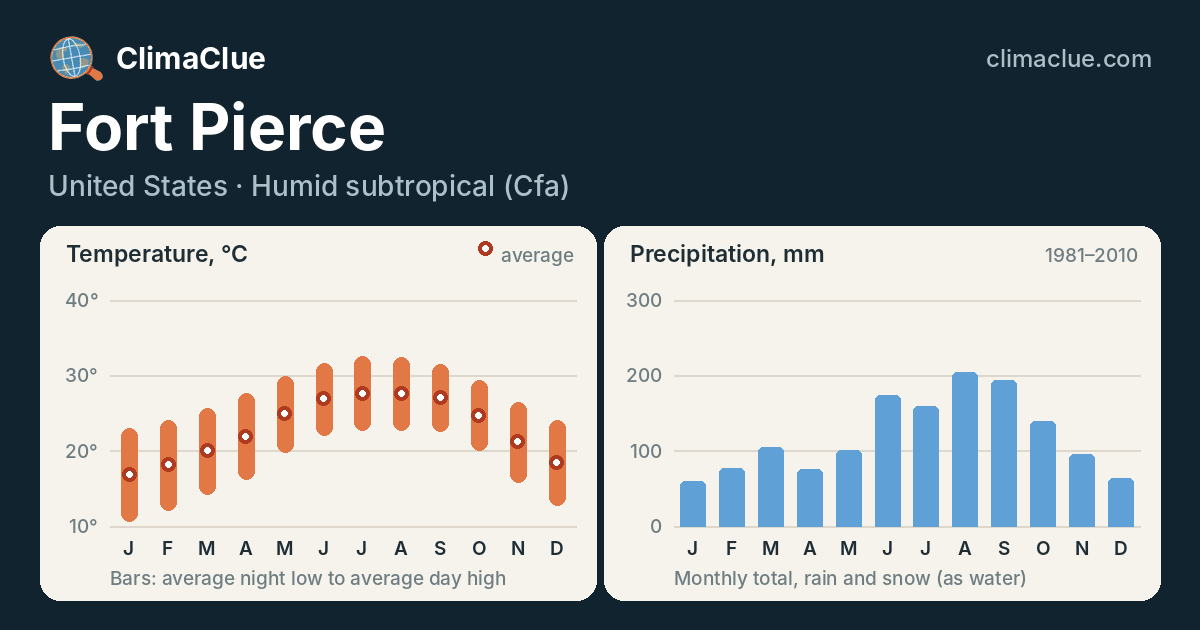 ClimaClue
climaclue.com
Fort Pierce
United States · Humid subtropical (Cfa)
Temperature, °C
average
40°
30°
20°
10°
J F M A M J J A S O N D
Bars: average night low to average day high
Precipitation, mm
1981–2010
300
200
100
0
J F M A M J J A S O N D
Monthly total, rain and snow (as water)